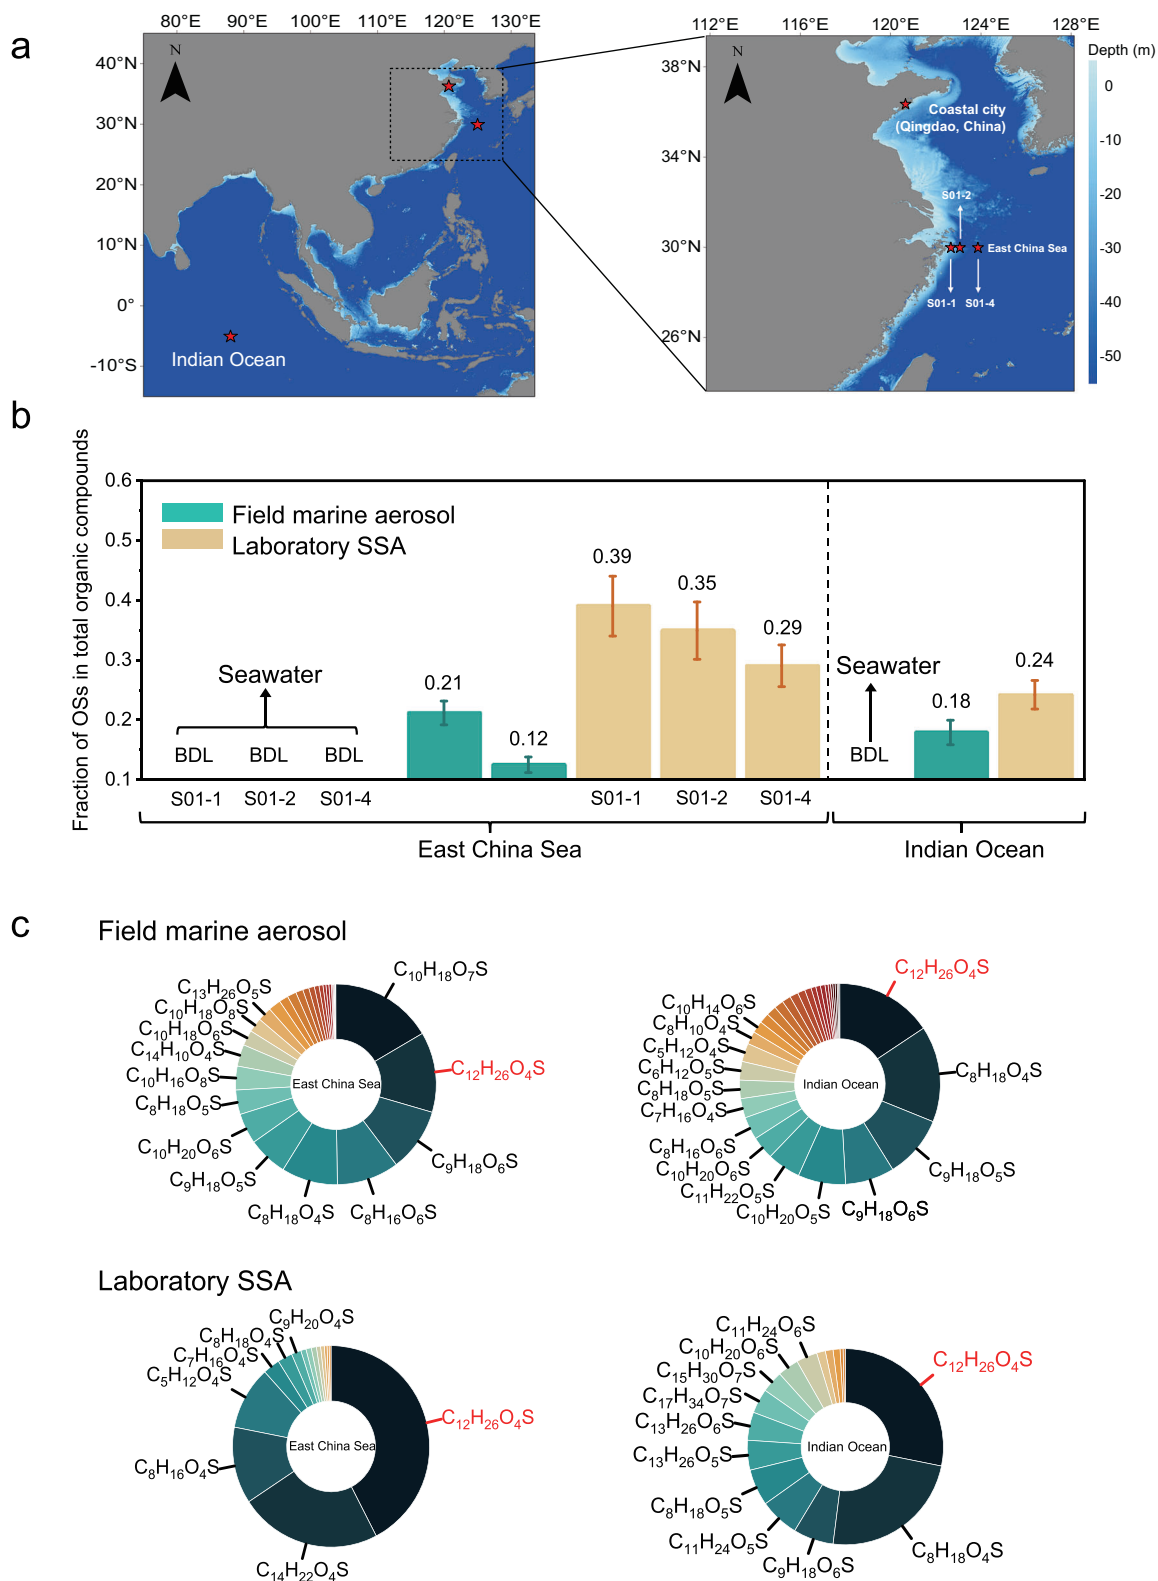 a
80°E 90°E 100°E 110°E 120°E 130°E
40°N
30°N
20°N
10°N
0°
-10°S
N
Indian Ocean
112°E 116°E 120°E 124°E 128°E
38°N
34°N
30°N
26°N
N
Coastal city
(Qingdao, China)
S01-2
East China Sea
S01-1 S01-4
Depth (m)
0
-10
-20
-30
-40
-50
b
Fraction of OSs in total organic compounds
0.6
0.5
0.4
0.3
0.2
0.1
Field marine aerosol
Laboratory SSA
Seawater
BDL BDL BDL
0.21
0.12
0.39
0.35
0.29
Seawater
BDL
0.18
0.24
S01-1 S01-2 S01-4 S01-1 S01-2 S01-4
East China Sea Indian Ocean
c
Field marine aerosol
C₁₀H₁₈O₇S
C₁₂H₂₆O₄S
C₉H₁₈O₆S
C₈H₁₆O₆S
C₈H₁₈O₄S
C₉H₁₈O₅S
C₁₀H₂₀O₆S
C₈H₁₈O₅S
C₁₀H₁₆O₈S
C₁₄H₁₀O₄S
C₁₀H₁₈O₆S
C₁₀H₁₈O₈S
C₁₃H₂₆O₅S
East China Sea
C₁₂H₂₆O₄S
C₈H₁₈O₄S
C₉H₁₈O₅S
C₉H₁₈O₆S
C₁₀H₂₀O₅S
C₁₁H₂₂O₅S
C₁₀H₂₀O₆S
C₈H₁₆O₆S
C₇H₁₆O₄S
C₈H₁₈O₅S
C₆H₁₂O₅S
C₅H₁₂O₄S
C₈H₁₀O₄S
C₁₀H₁₄O₆S
Indian Ocean
Laboratory SSA
C₁₂H₂₆O₄S
C₁₄H₂₂O₄S
C₈H₁₆O₄S
C₅H₁₂O₄S
C₇H₁₆O₄S
C₈H₁₈O₄S
C₉H₂₀O₄S
East China Sea
C₁₂H₂₆O₄S
C₈H₁₈O₄S
C₉H₁₈O₆S
C₁₁H₂₄O₅S
C₈H₁₈O₅S
C₁₃H₂₆O₅S
C₁₃H₂₆O₆S
C₁₇H₃₄O₇S
C₁₅H₃₀O₇S
C₁₀H₂₀O₆S
C₁₁H₂₄O₆S
Indian Ocean